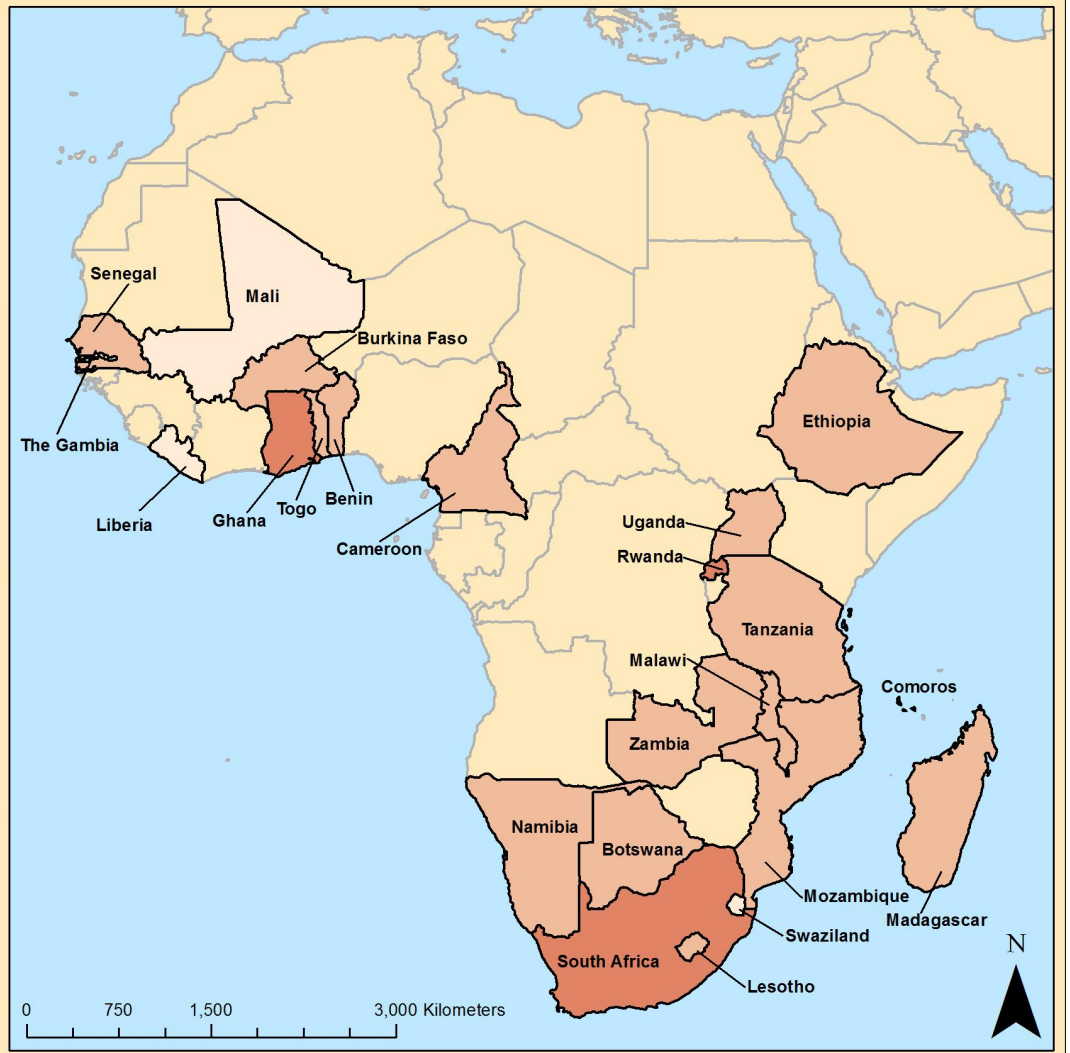 Senegal
Mali
Burkina Faso
Ethiopia
The Gambia
Benin
Togo
Ghana
Liberia
Uganda
Cameroon
Rwanda
Tanzania
Malawi
Comoros
Zambia
Namibia
Botswana
Mozambique
Madagascar
Swaziland
N
South Africa
Lesotho
0 750 1,500 3,000 Kilometers